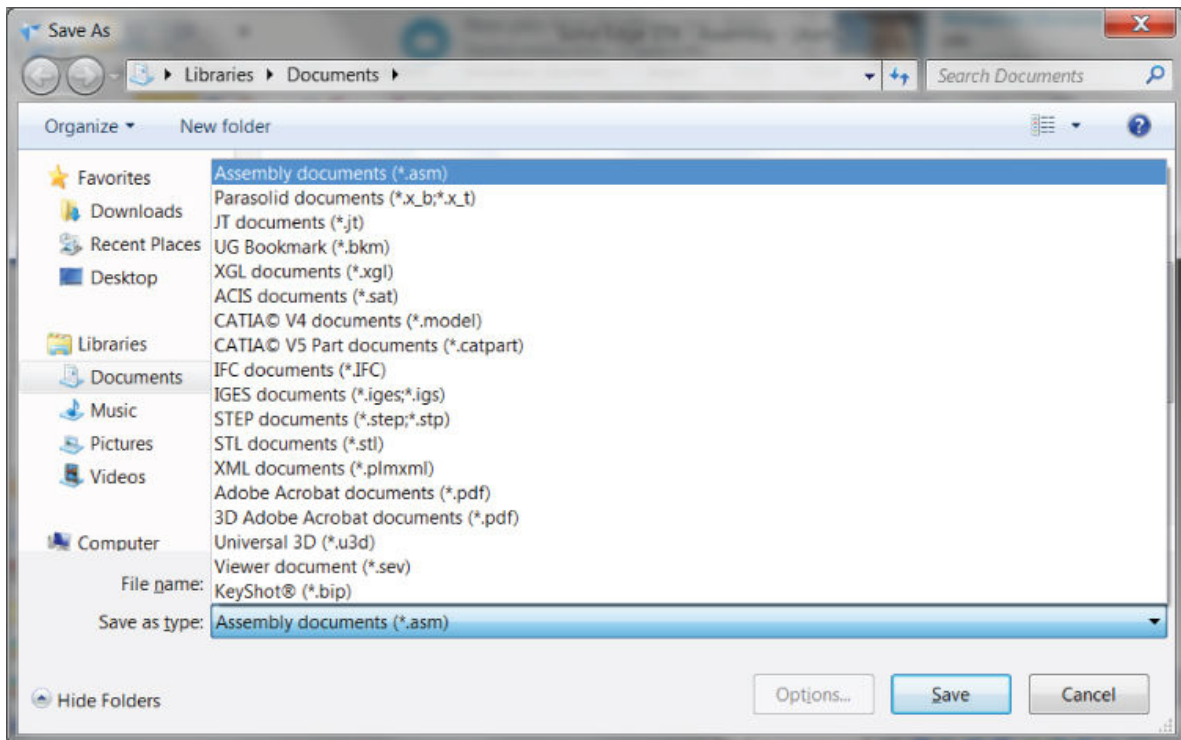 Save As
Libraries Documents
Search Documents
Organize New folder
Favorites
Downloads
Recent Places
Desktop
Libraries
Documents
Music
Pictures
Videos
Computer
Assembly documents (*.asm)
Parasolid documents (*.x_b;*.x_t)
JT documents (*.jt)
UG Bookmark (*.bkm)
XGL documents (*.xgl)
ACIS documents (*.sat)
CATIA© V4 documents (*.model)
CATIA© V5 Part documents (*.catpart)
IFC documents (*.IFC)
IGES documents (*.iges;*.igs)
STEP documents (*.step;*.stp)
STL documents (*.stl)
XML documents (*.plmxml)
Adobe Acrobat documents (*.pdf)
3D Adobe Acrobat documents (*.pdf)
Universal 3D (*.u3d)
Viewer document (*.sev)
KeyShot® (*.bip)
File name:
Save as type: Assembly documents (*.asm)
Hide Folders
Options... Save Cancel